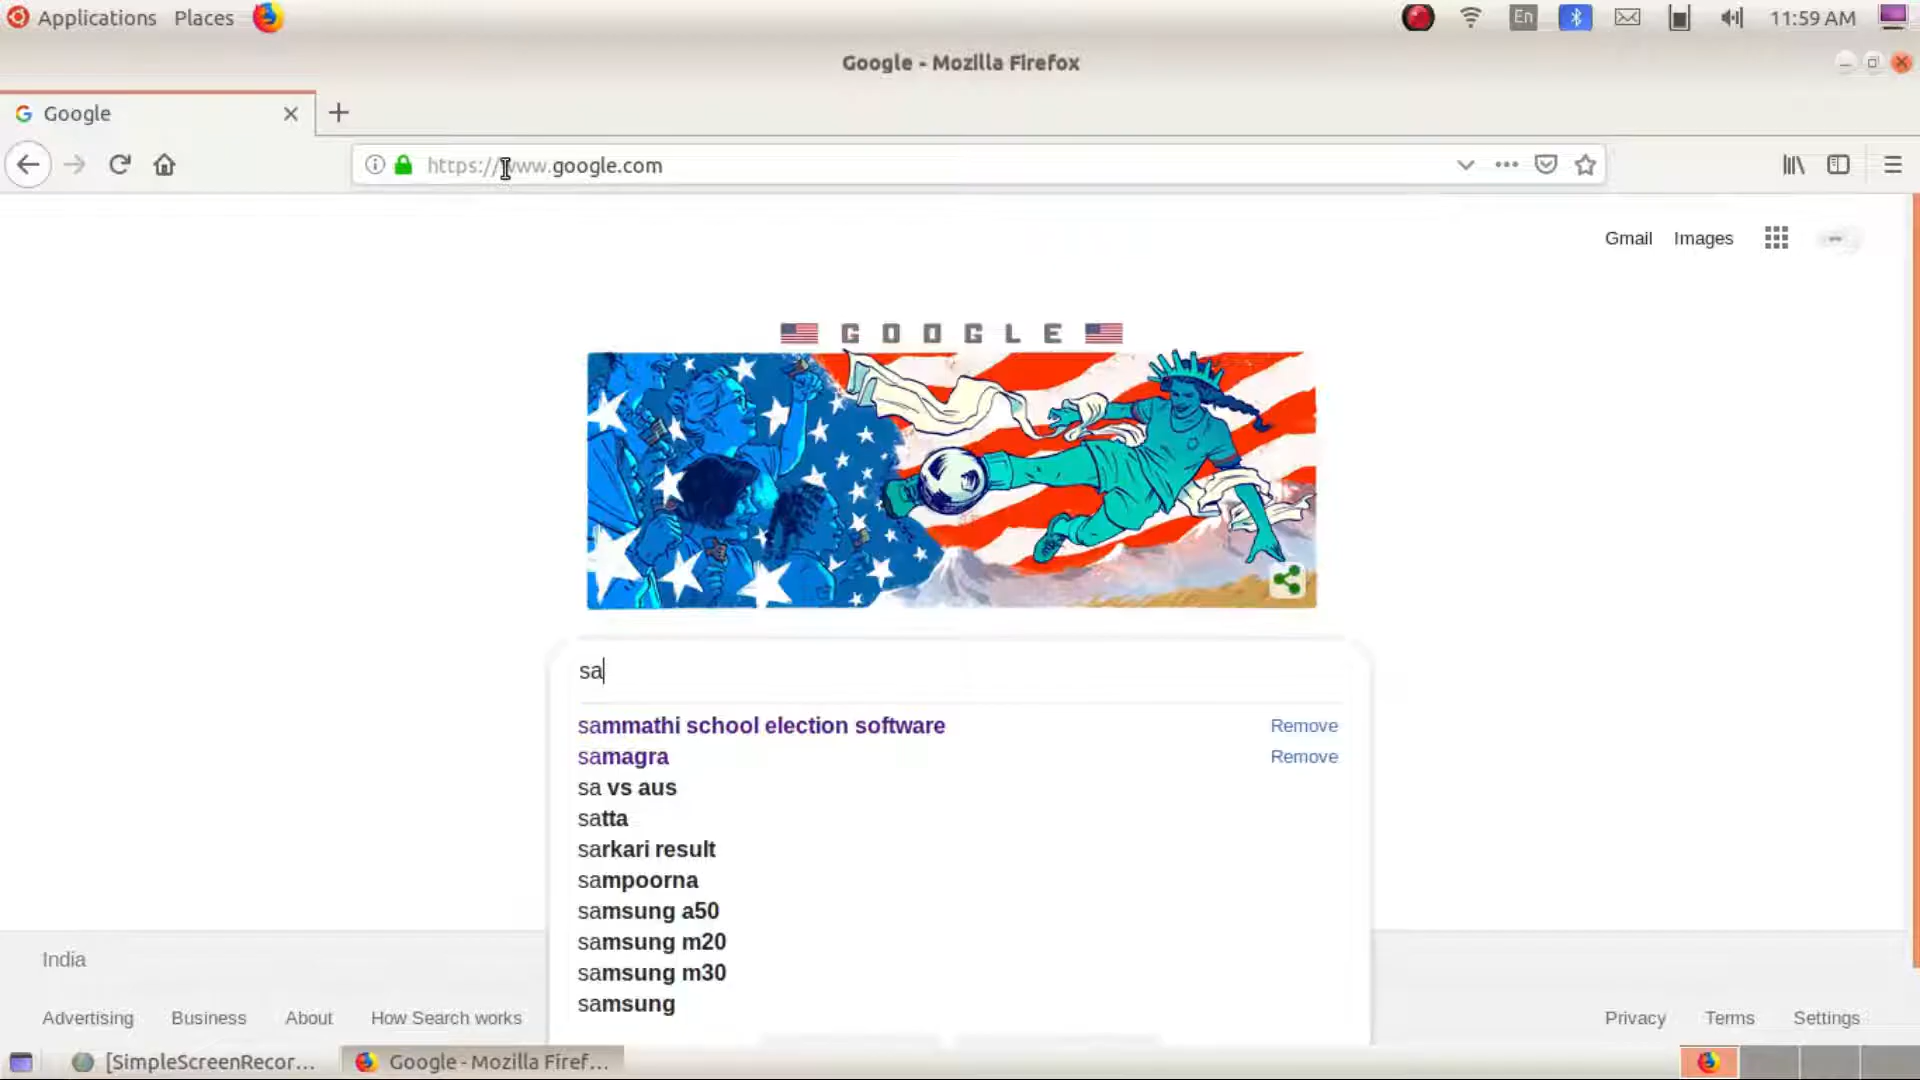 Applications Places En 11:59 AM
Google - Mozilla Firefox
Google
https://www.google.com
Gmail Images
GOOGLE
sa
sammathi school election software Remove
samagra Remove
sa vs aus
satta
sarkari result
sampoorna
samsung a50
samsung m20
samsung m30
samsung
India
Advertising Business About How Search works Privacy Terms Settings
[SimpleScreenRecor... Google - Mozilla Firef...